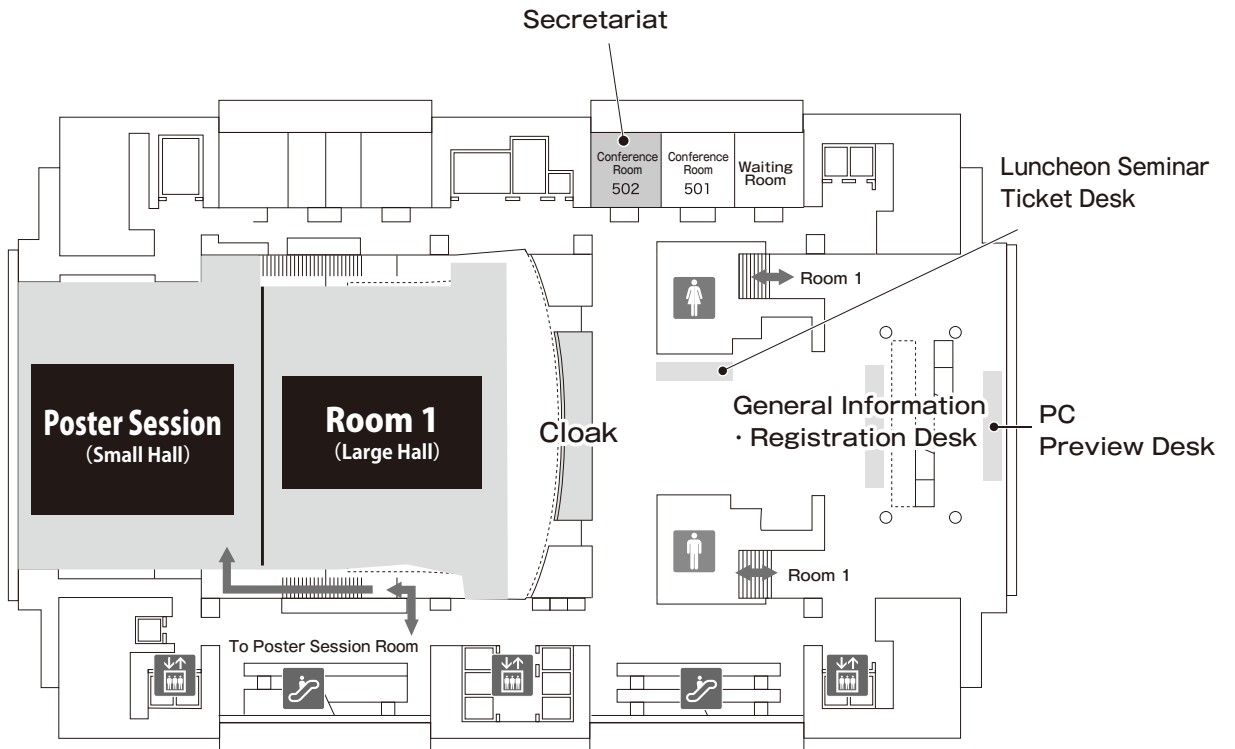 Secretariat
Conference
Room
502
Conference
Room
501
Waiting
Room
Luncheon Seminar
Ticket Desk
Room 1
Poster Session
(Small Hall)
Room 1
(Large Hall)
Cloak
General Information
・Registration Desk
PC
Preview Desk
Room 1
To Poster Session Room